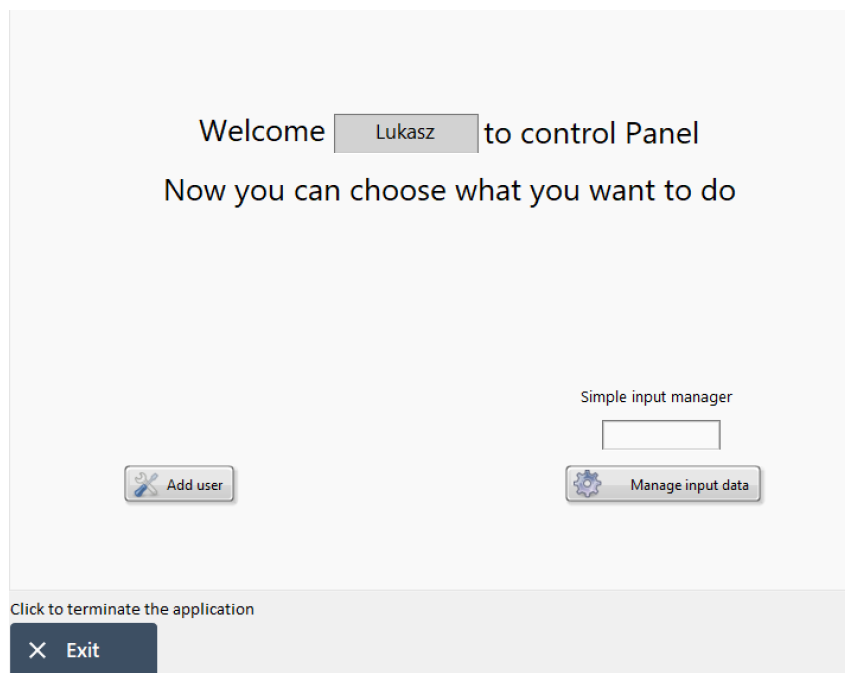 Welcome Lukasz to control Panel
Now you can choose what you want to do
Simple input manager
Add user
Manage input data
Click to terminate the application
Exit